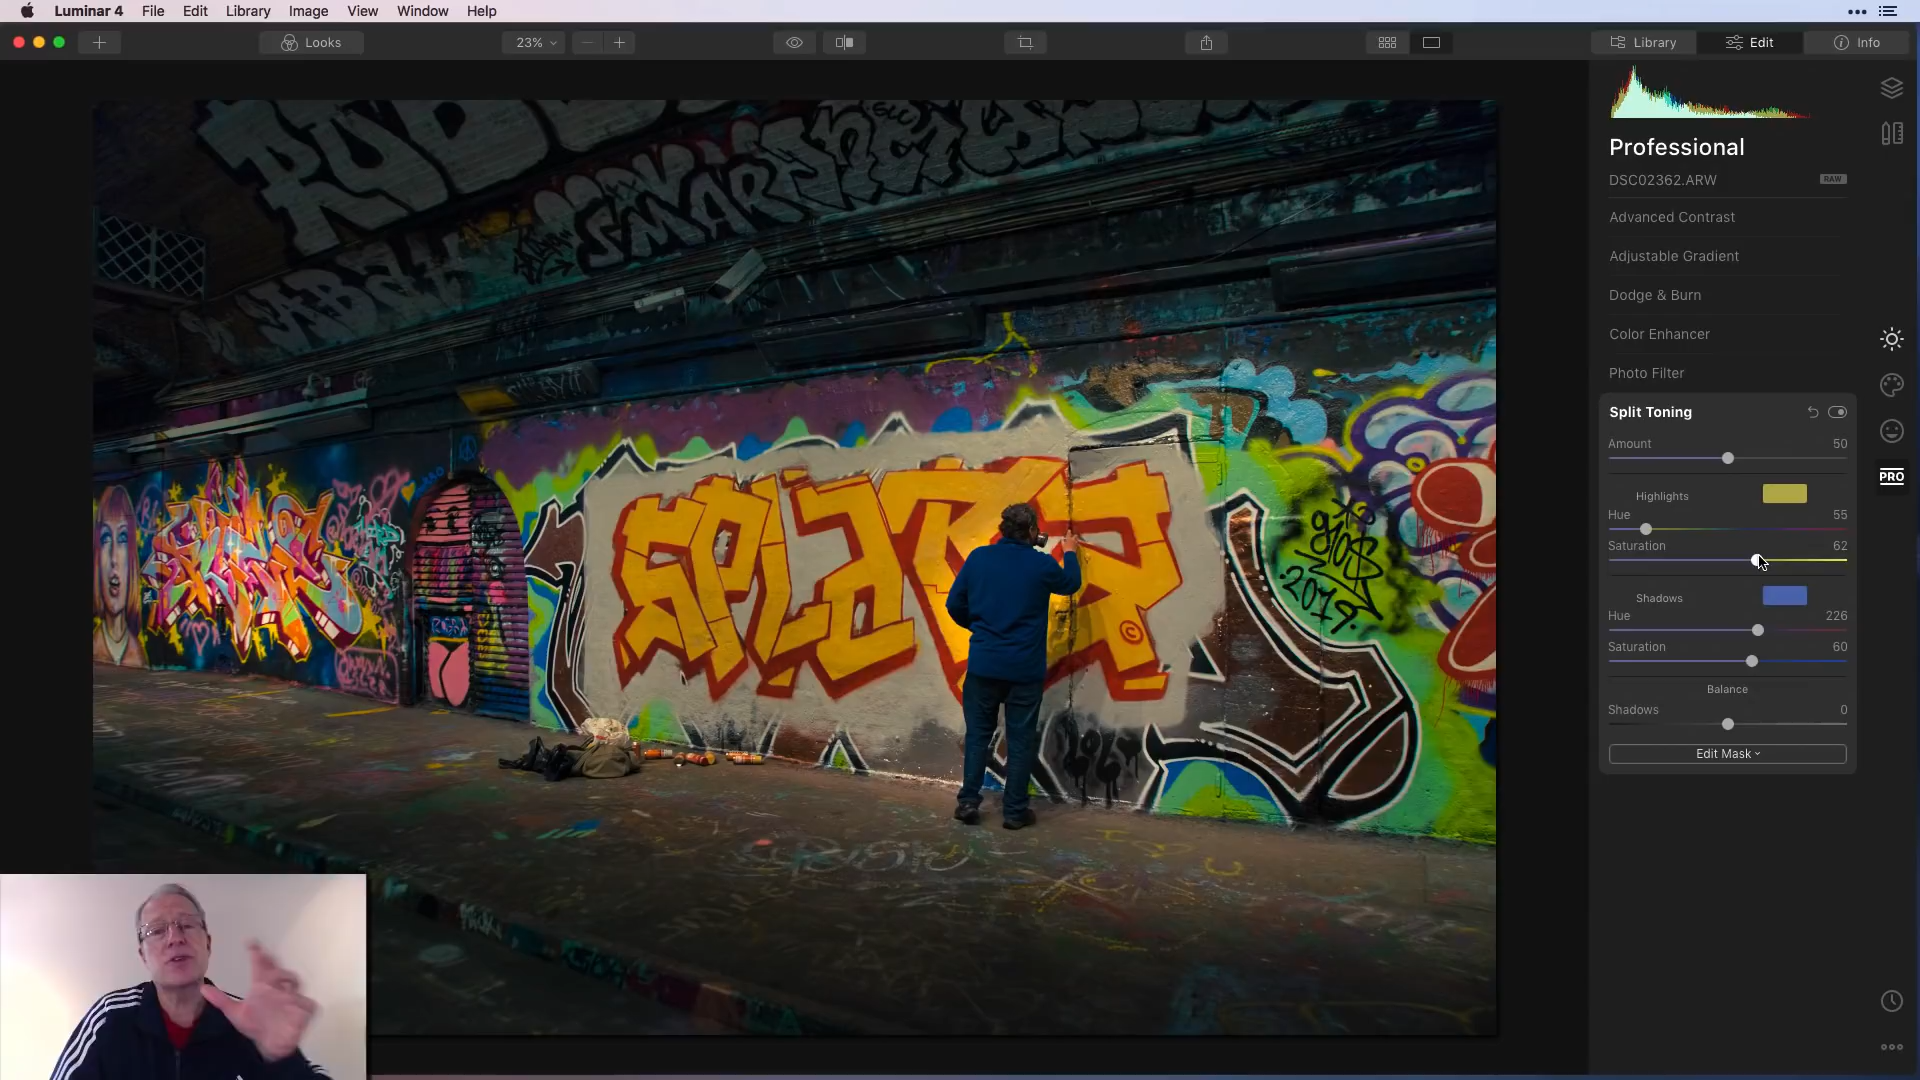 Luminar 4 File Edit Library Image View Window Help
Looks 23% Library Edit Info
Professional
DSC02362.ARW RAW
Advanced Contrast
Adjustable Gradient
Dodge & Burn
Color Enhancer
Photo Filter
Split Toning
Amount 50
Highlights
Hue 55
Saturation 62
PRO
Shadows
Hue 226
Saturation 60
Balance
Shadows 0
Edit Mask
SMAR
SPLA
©
2019.